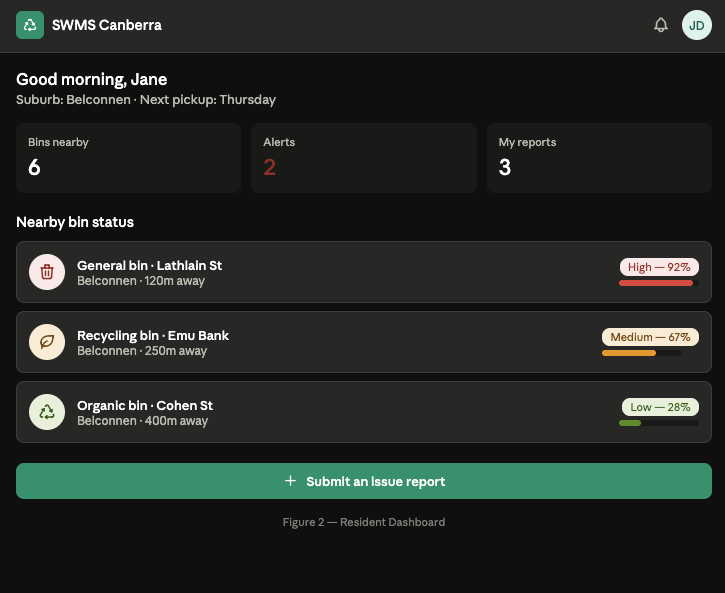 SWMS Canberra
JD
Good morning, Jane
Suburb: Belconnen · Next pickup: Thursday
Bins nearby
6
Alerts
2
My reports
3
Nearby bin status
General bin · Lathlain St
Belconnen · 120m away
High — 92%
Recycling bin · Emu Bank
Belconnen · 250m away
Medium — 67%
Organic bin · Cohen St
Belconnen · 400m away
Low — 28%
+ Submit an issue report
Figure 2 — Resident Dashboard